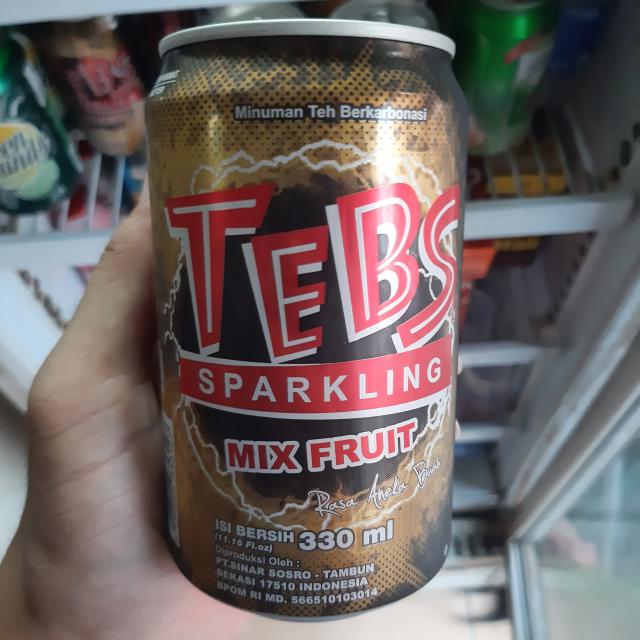 Minuman Teh Berkarbonasi
TEBS
SPARKLING
MIX FRUIT
Rasa Aneka Buah
ISI BERSIH 330 ml
(11.16 Fl.oz)
Diproduksi Oleh :
PT.SINAR SOSRO - TAMBUN
BEKASI 17510 INDONESIA
BPOM RI MD. 566510103014